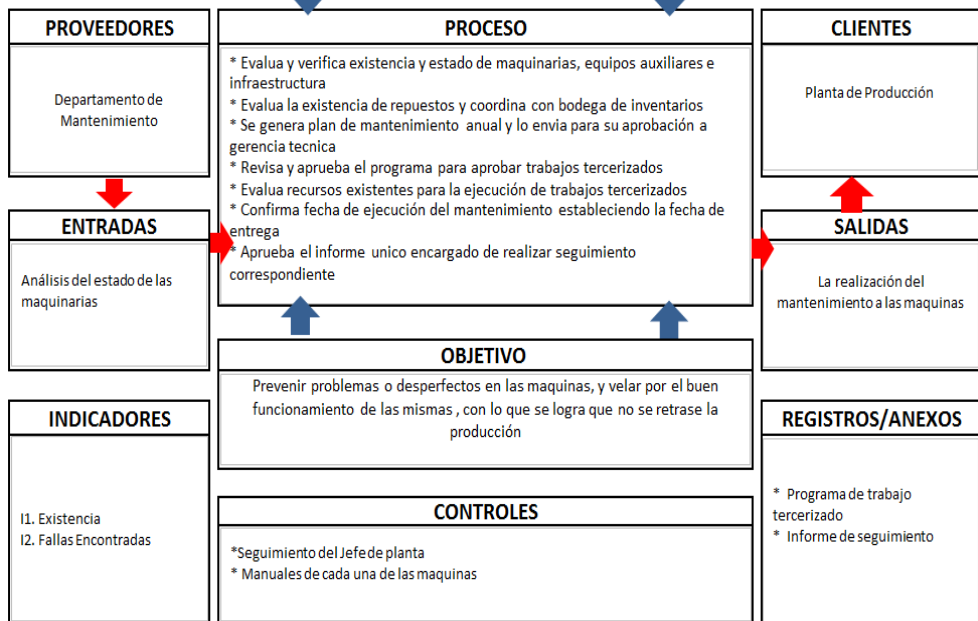 PROVEEDORES
Departamento de
Mantenimiento
PROCESO
* Evalua y verifica existencia y estado de maquinarias, equipos auxiliares e
infraestructura
* Evalua la existencia de repuestos y coordina con bodega de inventarios
* Se genera plan de mantenimiento anual y lo envia para su aprobación a
gerencia tecnica
* Revisa y aprueba el programa para aprobar trabajos tercerizados
* Evalua recursos existentes para la ejecución de trabajos tercerizados
* Confirma fecha de ejecución del mantenimiento estableciendo la fecha de
entrega
* Aprueba el informe unico encargado de realizar seguimiento
correspondiente
CLIENTES
Planta de Producción
ENTRADAS
Análisis del estado de las
maquinarias
SALIDAS
La realización del
mantenimiento a las maquinas
OBJETIVO
Prevenir problemas o desperfectos en las maquinas, y velar por el buen
funcionamiento de las mismas , con lo que se logra que no se retrase la
producción
INDICADORES
I1. Existencia
I2. Fallas Encontradas
CONTROLES
*Seguimiento del Jefe de planta
* Manuales de cada una de las maquinas
REGISTROS/ANEXOS
* Programa de trabajo
tercerizado
* Informe de seguimiento